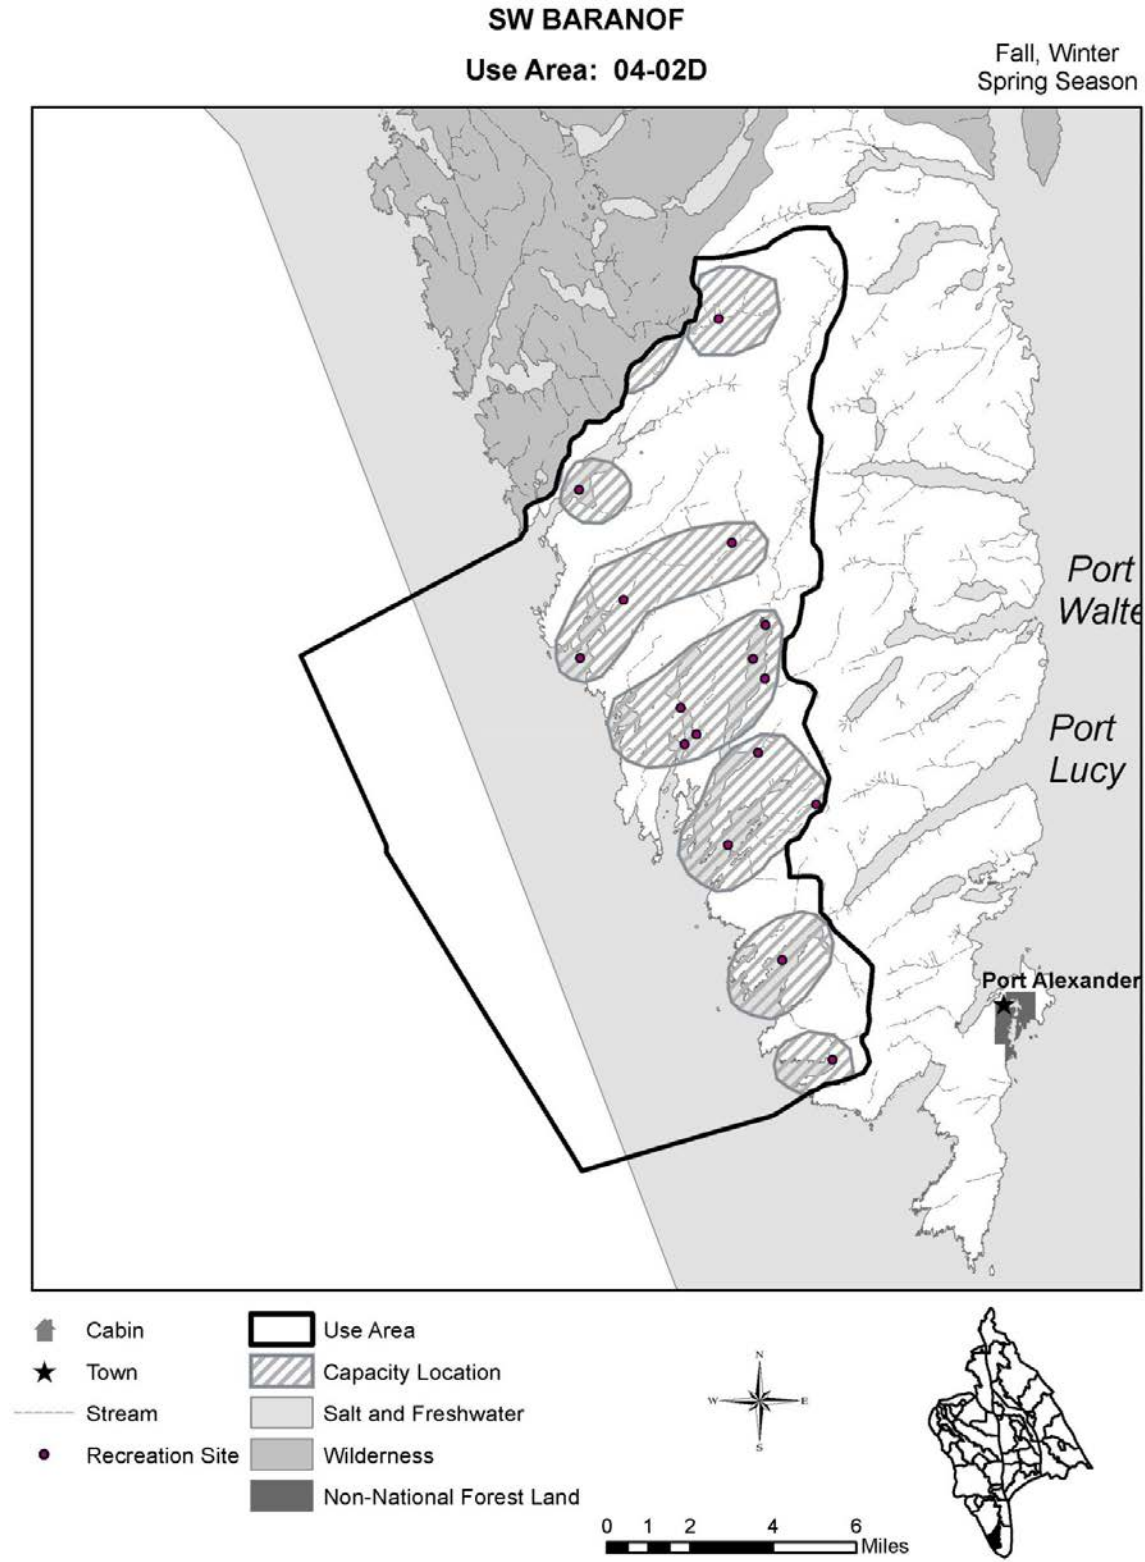 SW BARANOF
Use Area: 04-02D
Fall, Winter
Spring Season
Port
Walte
Port
Lucy
Port Alexander
Cabin
Town
Stream
Recreation Site
Use Area
Capacity Location
Salt and Freshwater
Wilderness
Non-National Forest Land
N
W
E
S
0 1 2 4 6
Miles